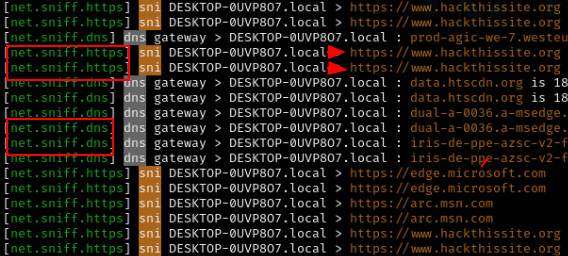 [net.sniff.https] sni DESKTOP-0UVP8O7.local > https://www.hackthissite.org
[net.sniff.https] sni DESKTOP-0UVP8O7.local > https://www.hackthissite.org
[net.sniff.dns] dns gateway > DESKTOP-0UVP8O7.local : prod-agic-we-7.westeu
[net.sniff.https] sni DESKTOP-0UVP8O7.local > https://www.hackthissite.org
[net.sniff.https] sni DESKTOP-0UVP8O7.local > https://www.hackthissite.org
[net.sniff.dns] dns gateway > DESKTOP-0UVP8O7.local : data.htscdn.org is 18
[net.sniff.dns] dns gateway > DESKTOP-0UVP8O7.local : data.htscdn.org is 18
[net.sniff.dns] dns gateway > DESKTOP-0UVP8O7.local : dual-a-0036.a-msedge.
[net.sniff.dns] dns gateway > DESKTOP-0UVP8O7.local : dual-a-0036.a-msedge.
[net.sniff.dns] dns gateway > DESKTOP-0UVP8O7.local : iris-de-ppe-azsc-v2-f
[net.sniff.dns] dns gateway > DESKTOP-0UVP8O7.local : iris-de-ppe-azsc-v2-f
[net.sniff.https] sni DESKTOP-0UVP8O7.local > https://edge.microsoft.com
[net.sniff.https] sni DESKTOP-0UVP8O7.local > https://edge.microsoft.com
[net.sniff.https] sni DESKTOP-0UVP8O7.local > https://arc.msn.com
[net.sniff.https] sni DESKTOP-0UVP8O7.local > https://arc.msn.com
[net.sniff.https] sni DESKTOP-0UVP8O7.local > https://www.hackthissite.org